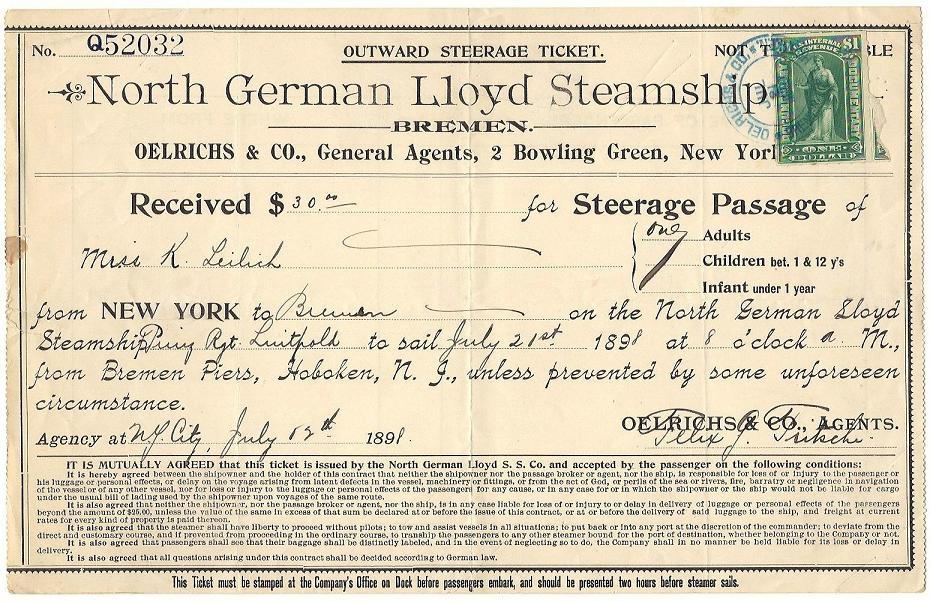 No. Q52032 OUTWARD STEERAGE TICKET. NOT
North German Lloyd Steamship
BREMEN.
OELRICHS & CO., General Agents, 2 Bowling Green, New York
U.S. INTERNAL REVENUE $1
DOCUMENTARY
ONE DOLLAR
OELRICHS & CO.
Received $ 30.00 for Steerage Passage of
Miss K. Leilich
one Adults
Children bet. 1 & 12 y's
Infant under 1 year
from NEW YORK to Bremen on the North German Lloyd
Steamship Prinz Rgt. Luitpold to sail July 21st 1898 at 8 o'clock a M.,
from Bremen Piers, Hoboken, N. J., unless prevented by some unforeseen
circumstance.
OELRICHS & CO., AGENTS.
Agency at N.Y. City, July 1898.
IT IS MUTUALLY AGREED that this ticket is issued by the North German Lloyd S. S. Co. and accepted by the passenger on the following conditions:
It is hereby agreed between the shipowner and the holder of this contract that neither the shipowner nor the passage broker or agent, nor the ship, is responsible for loss of or injury to the passenger or
his luggage or personal effects, or delay on the voyage arising from latent defects in the vessel, machinery or fittings, or from the act of God, or perils of the sea or rivers, fire, barratry or negligence in navigation
of the vessel or of any other vessel, nor for loss or injury to the luggage or personal effects of the passenger for any cause, or in any case for or in which the shipowner or the ship would not be liable for cargo
under the usual bill of lading used by the shipowner upon voyages of the same route.
It is also agreed that neither the shipowner, nor the passage broker or agent, nor the ship, is in any case liable for loss of or injury to or delay in delivery of luggage or personal effects of the passengers
beyond the amount of $25.00, unless the value of the same in excess of that sum be declared at or before the issue of this contract, or at or before the delivery of said luggage to the ship, and freight at current
rates for every kind of property is paid thereon.
It is also agreed that the steamer shall have liberty to proceed without pilots; to tow and assist vessels in all situations; to put back or into any port at the discretion of the commander; to deviate from the
direct and customary course, and if prevented from proceeding in the ordinary course, to tranship the passengers to any other steamer bound for the port of destination, whether belonging to the Company or not.
It is also agreed that passengers shall see that their baggage shall be distinctly labeled, and in the event of neglecting so to do, the Company shall in no manner be held liable for its loss or delay in
delivery.
It is also agreed that all questions arising under this contract shall be decided according to German law.
This Ticket must be stamped at the Company's Office on Dock before passengers embark, and should be presented two hours before steamer sails.